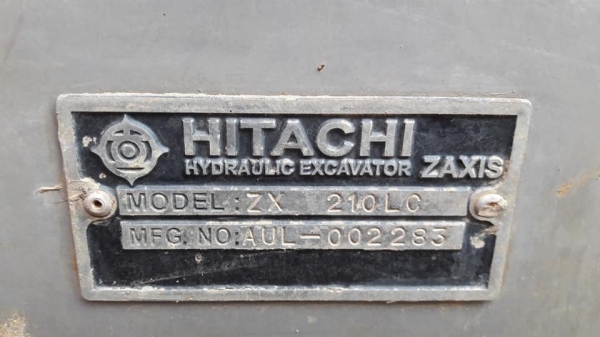 HITACHI
HYDRAULIC EXCAVATOR ZAXIS
MODEL:ZX 210LC
MFG. NO:AUL-002283